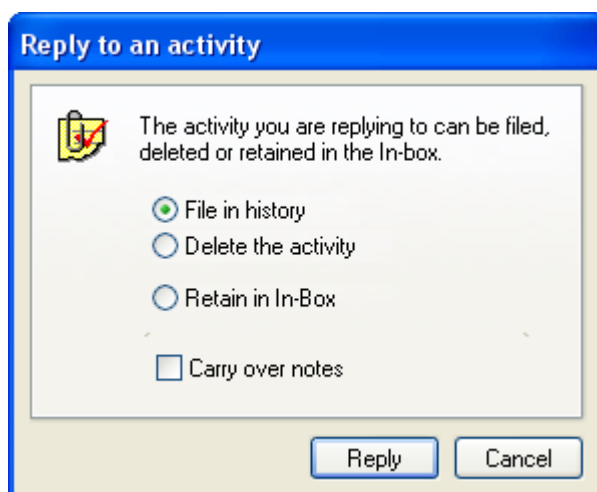 Reply to an activity
The activity you are replying to can be filed,
deleted or retained in the In-box.
File in history
Delete the activity
Retain in In-Box
Carry over notes
Reply
Cancel